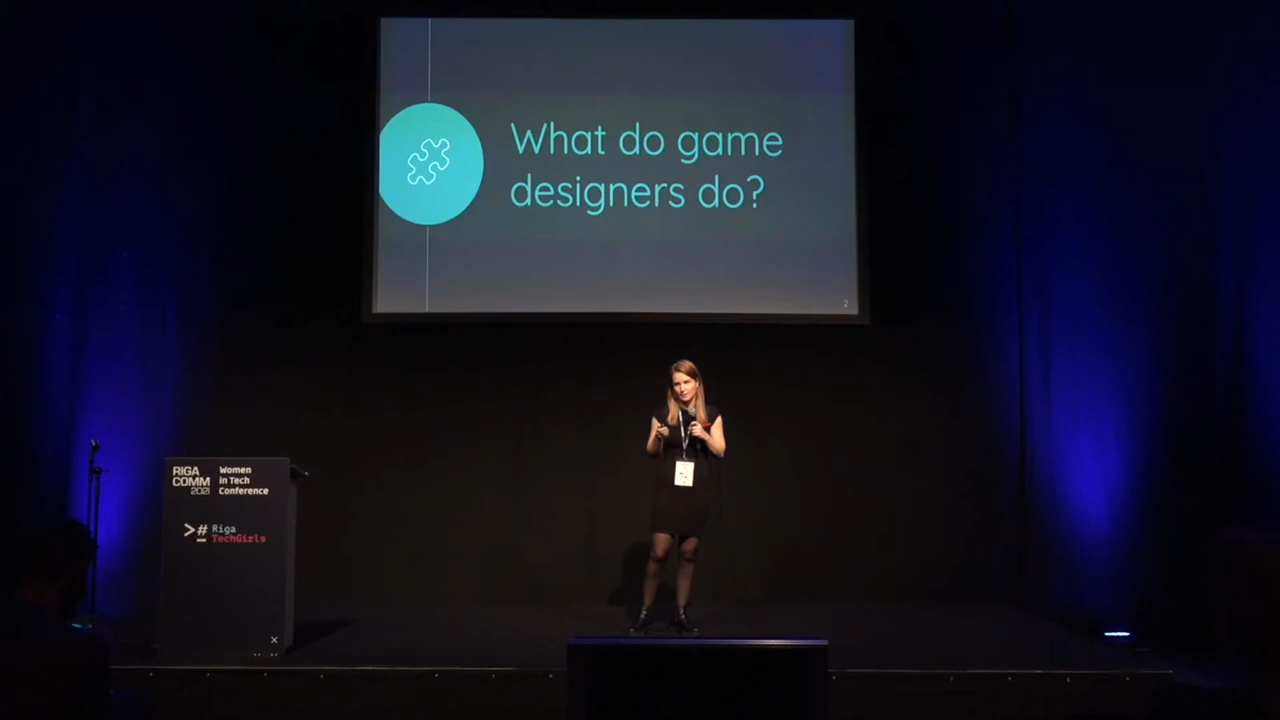 What do game
designers do?
2
RIGA
COMM
2021
Women
in Tech
Conference
>#
Riga
TechGirls